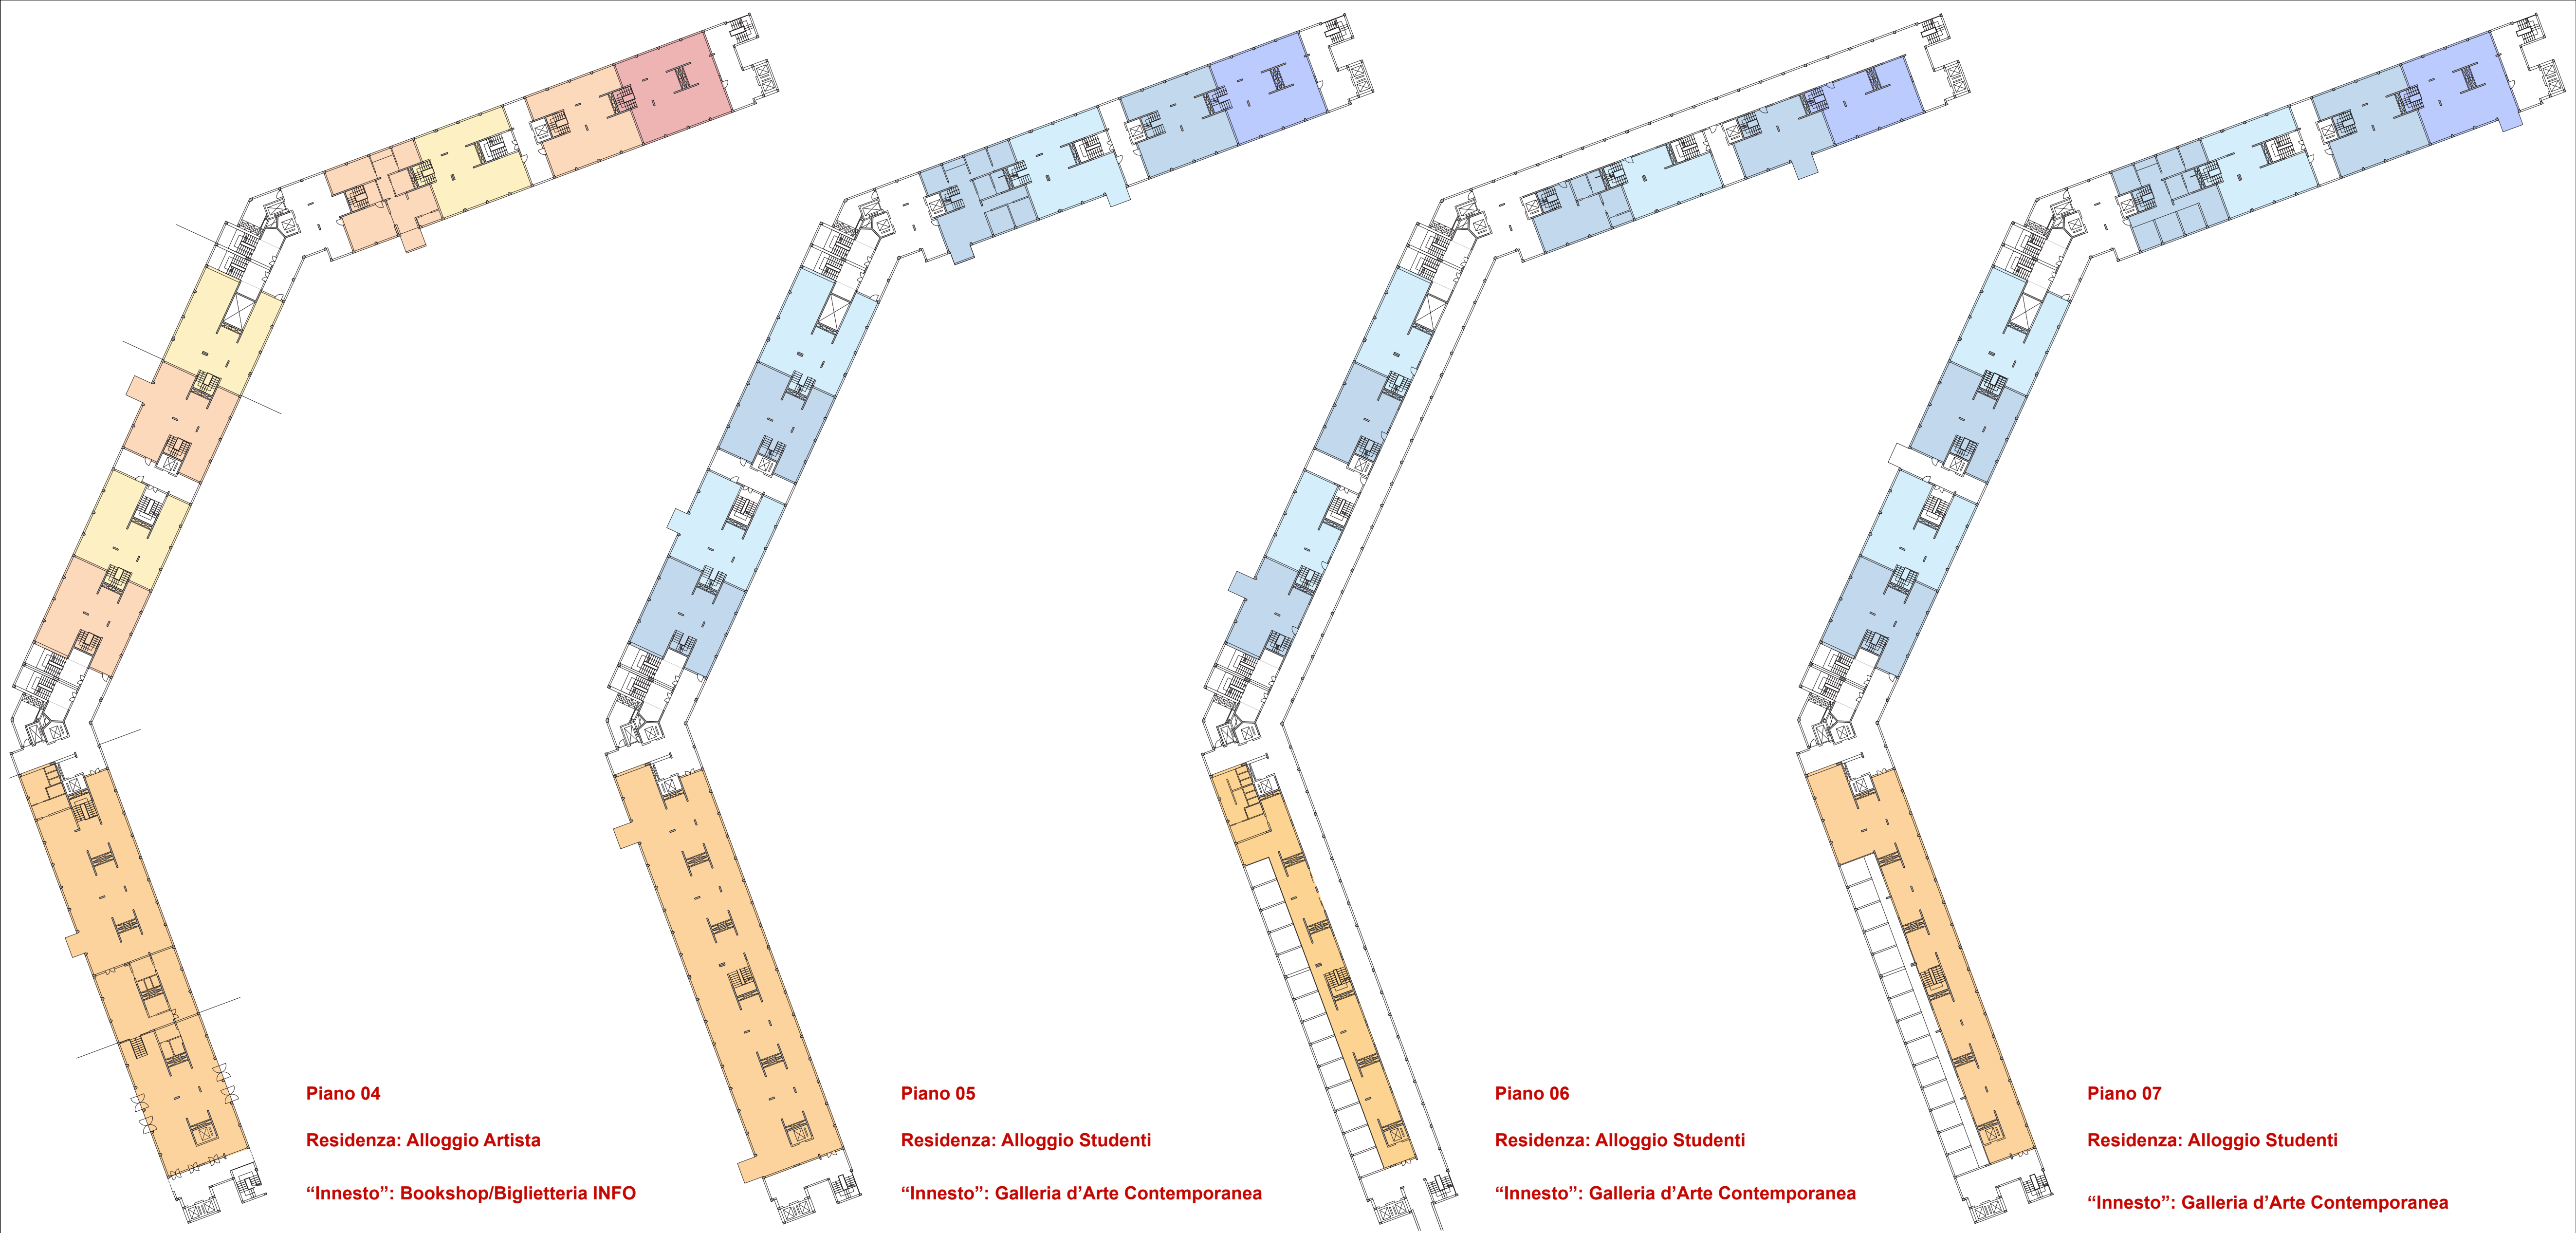 Piano 04
Residenza: Alloggio Artista
“Innesto”: Bookshop/Biglietteria INFO
Piano 05
Residenza: Alloggio Studenti
“Innesto”: Galleria d’Arte Contemporanea
Piano 06
Residenza: Alloggio Studenti
“Innesto”: Galleria d’Arte Contemporanea
Piano 07
Residenza: Alloggio Studenti
“Innesto”: Galleria d’Arte Contemporanea